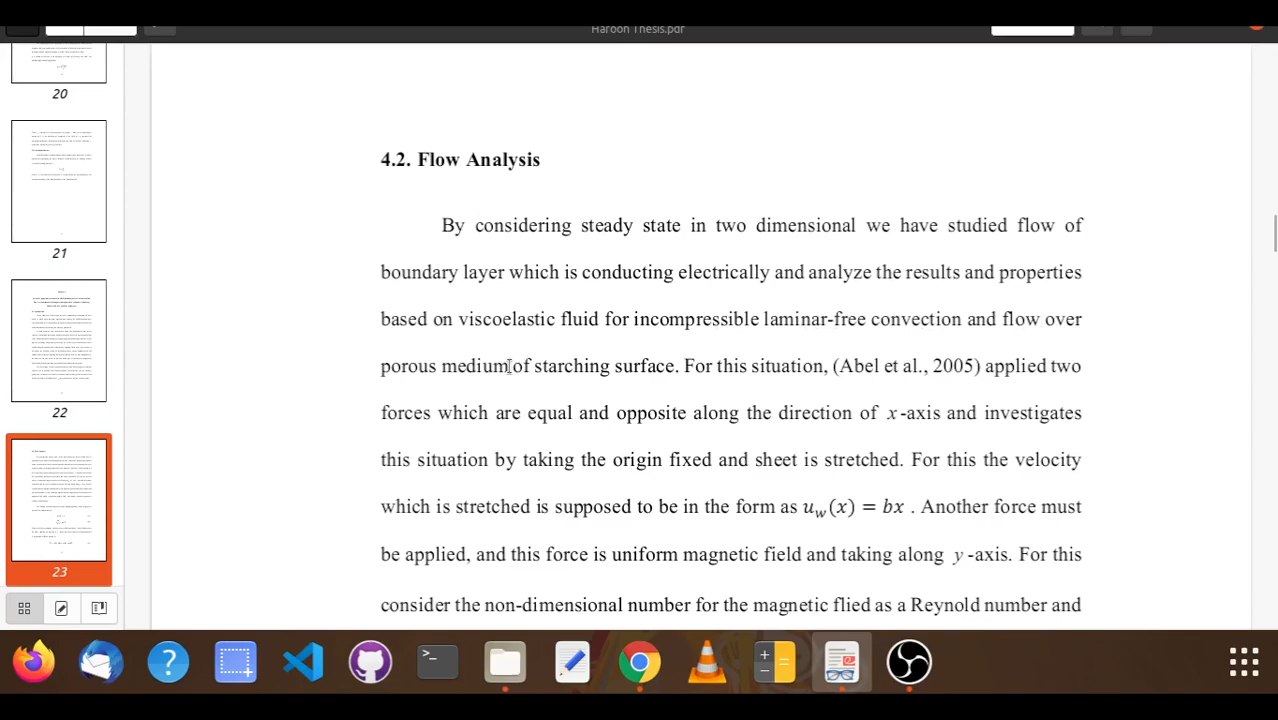 Haroon Thesis.pdf
20
21
22
23
4.2. Flow Analysis
By considering steady state in two dimensional we have studied flow of
boundary layer which is conducting electrically and analyze the results and properties
based on viscoelastic fluid for incompressible laminar-free convection and flow over
porous medium of starching surface. For this situation, (Abel et al., 2005) applied two
forces which are equal and opposite along the direction of x-axis and investigates
this situation by taking the origin fixed and sheet is stretched. For this the velocity
which is stretched is supposed to be in the form as u_w(x) = bx . Another force must
be applied, and this force is uniform magnetic field and taking along y-axis. For this
consider the non-dimensional number for the magnetic flied as a Reynold number and